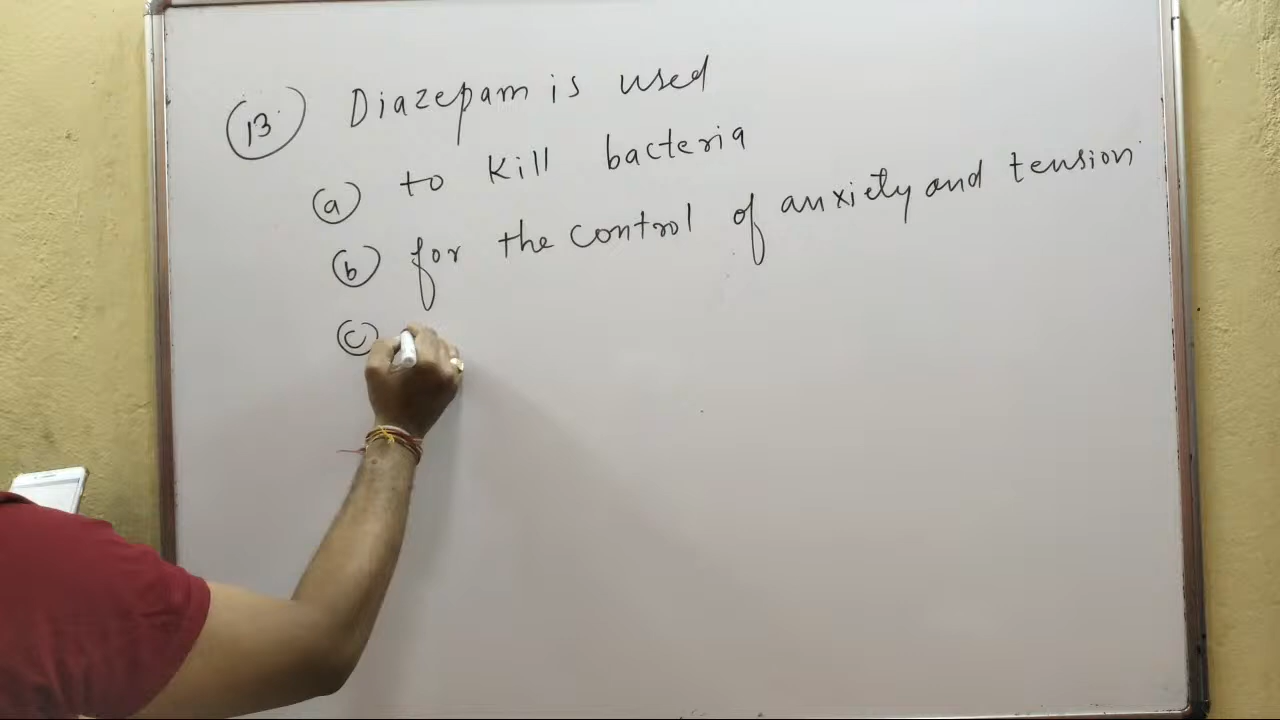 13 Diazepam is used
a to kill bacteria
b for the control of anxiety and tension
c